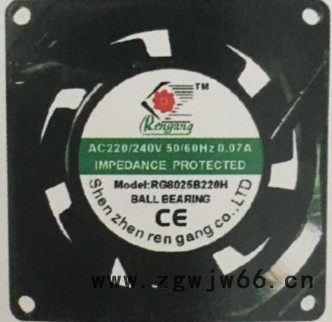 TM
Rengang
AC220/240V 50/60Hz 0.07A
IMPEDANCE PROTECTED
Model:RG8025B220H
BALL BEARING
CE
Shen zhen ren gang co.,LTD
www.zgwjw66.cn